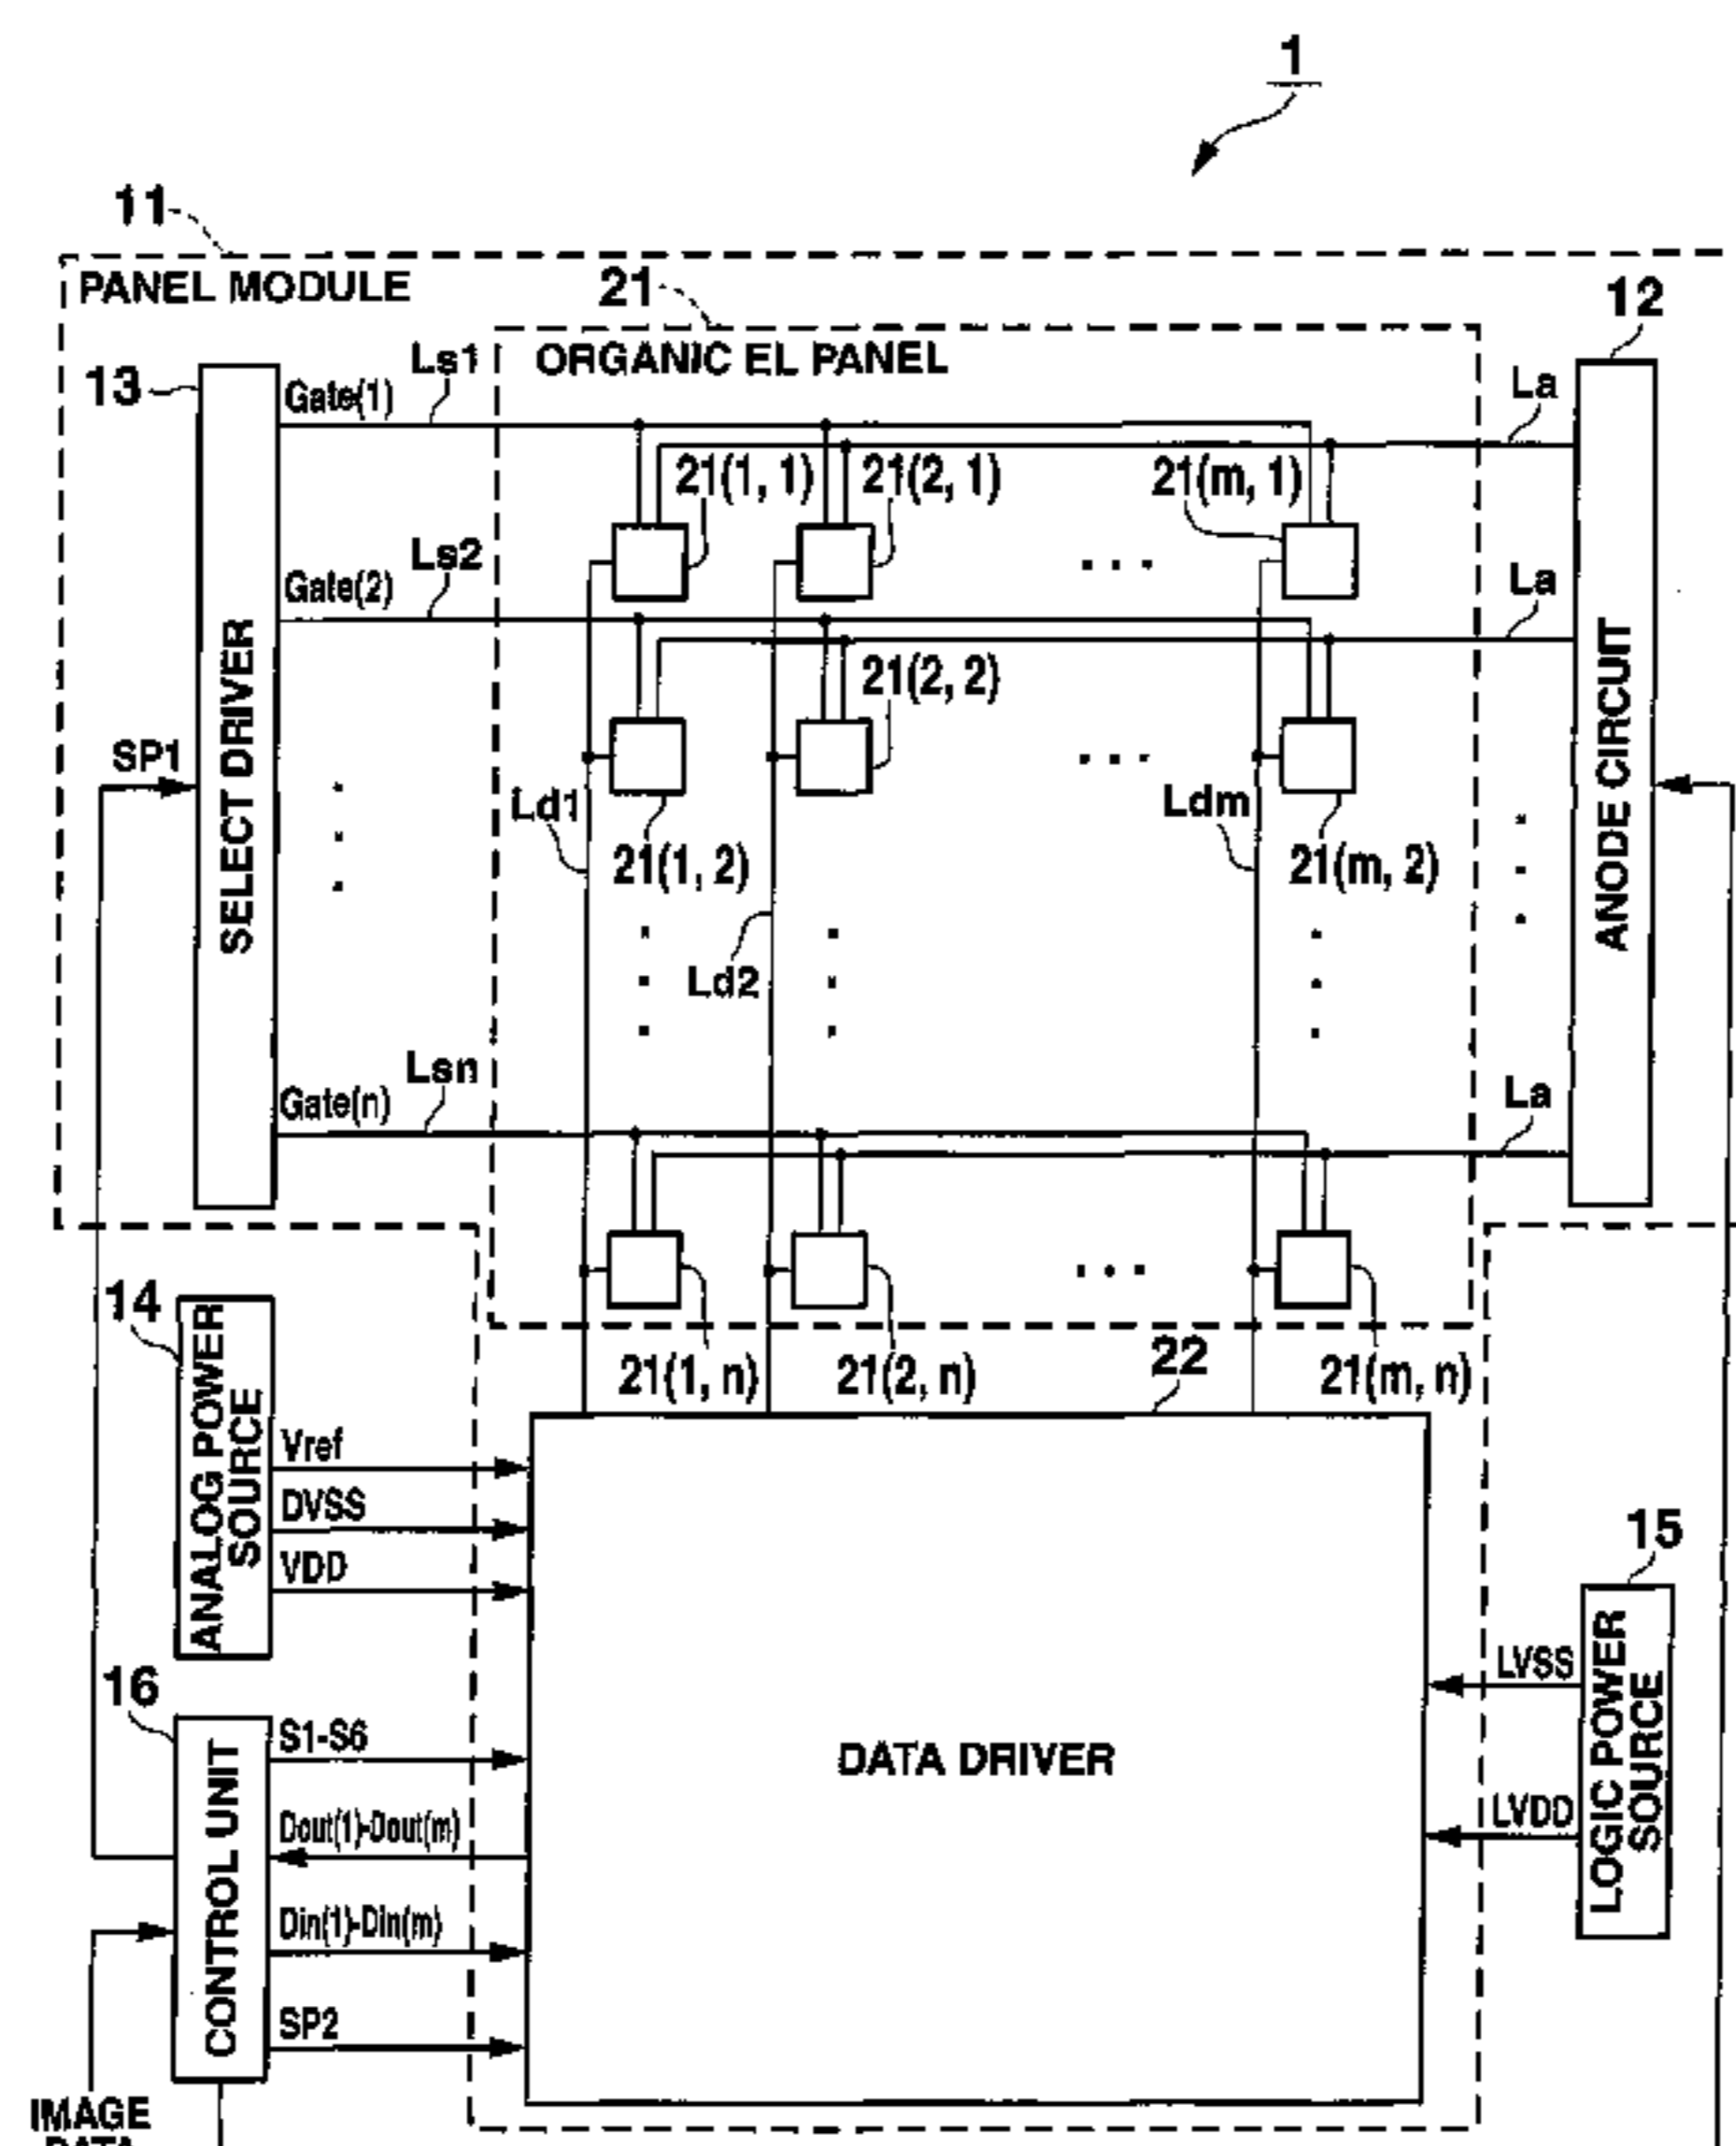 1
11
PANEL MODULE
21
12
13
Ls1
ORGANIC EL PANEL
Gate(1)
La
21(1, 1)
21(2, 1)
21(m, 1)
Ls2
Gate(2)
La
21(2, 2)
SELECT DRIVER
ANODE CIRCUIT
SP1
Ld1
Ldm
21(1, 2)
21(m, 2)
Ld2
Lsn
Gate(n)
La
14
21(1, n)
21(2, n)
22
21(m, n)
ANALOG POWER
SOURCE
Vref
DVSS
VDD
15
LOGIC POWER
SOURCE
LVSS
LVDD
16
CONTROL UNIT
S1-S6
DATA DRIVER
Dout(1)-Dout(m)
Din(1)-Din(m)
SP2
IMAGE
DATA